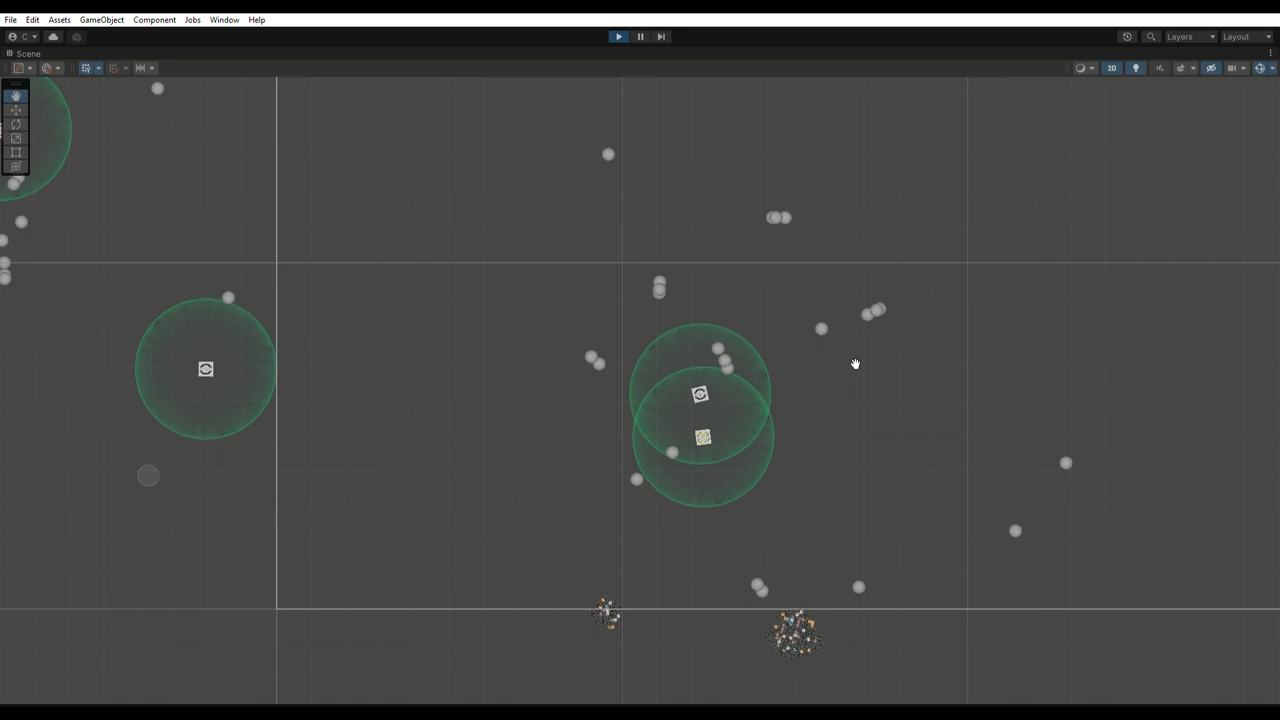 File Edit Assets GameObject Component Jobs Window Help
C Layers Layout
Scene
2D